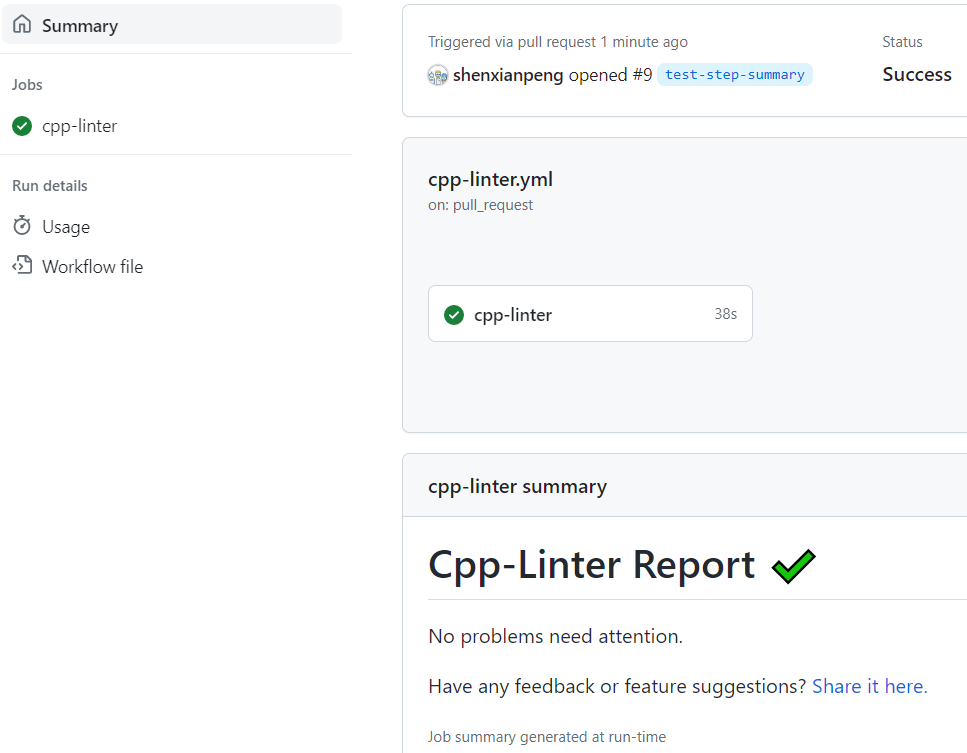 Summary
Jobs
cpp-linter
Run details
Usage
Workflow file
Triggered via pull request 1 minute ago
shenxianpeng opened #9 test-step-summary
Status
Success
cpp-linter.yml
on: pull_request
cpp-linter 38s
cpp-linter summary
Cpp-Linter Report
No problems need attention.
Have any feedback or feature suggestions? Share it here.
Job summary generated at run-time